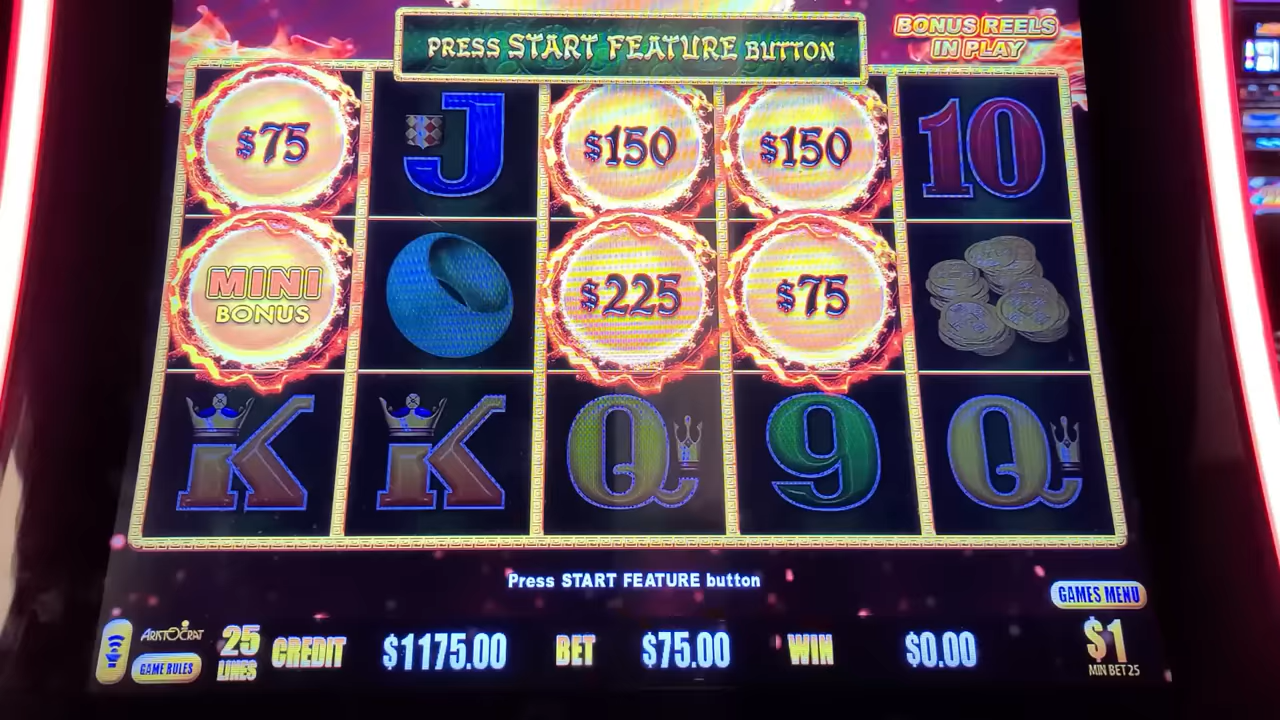 PRESS START FEATURE BUTTON
BONUS REELS
IN PLAY
$75
J
$150
$150
10
MINI
BONUS
$225
$75
K
K
Q
9
Q
Press START FEATURE button
GAMES MENU
ARISTOCRAT
GAME RULES
25
LINES
CREDIT
$1175.00
BET
$75.00
WIN
$0.00
$1
MIN BET 25